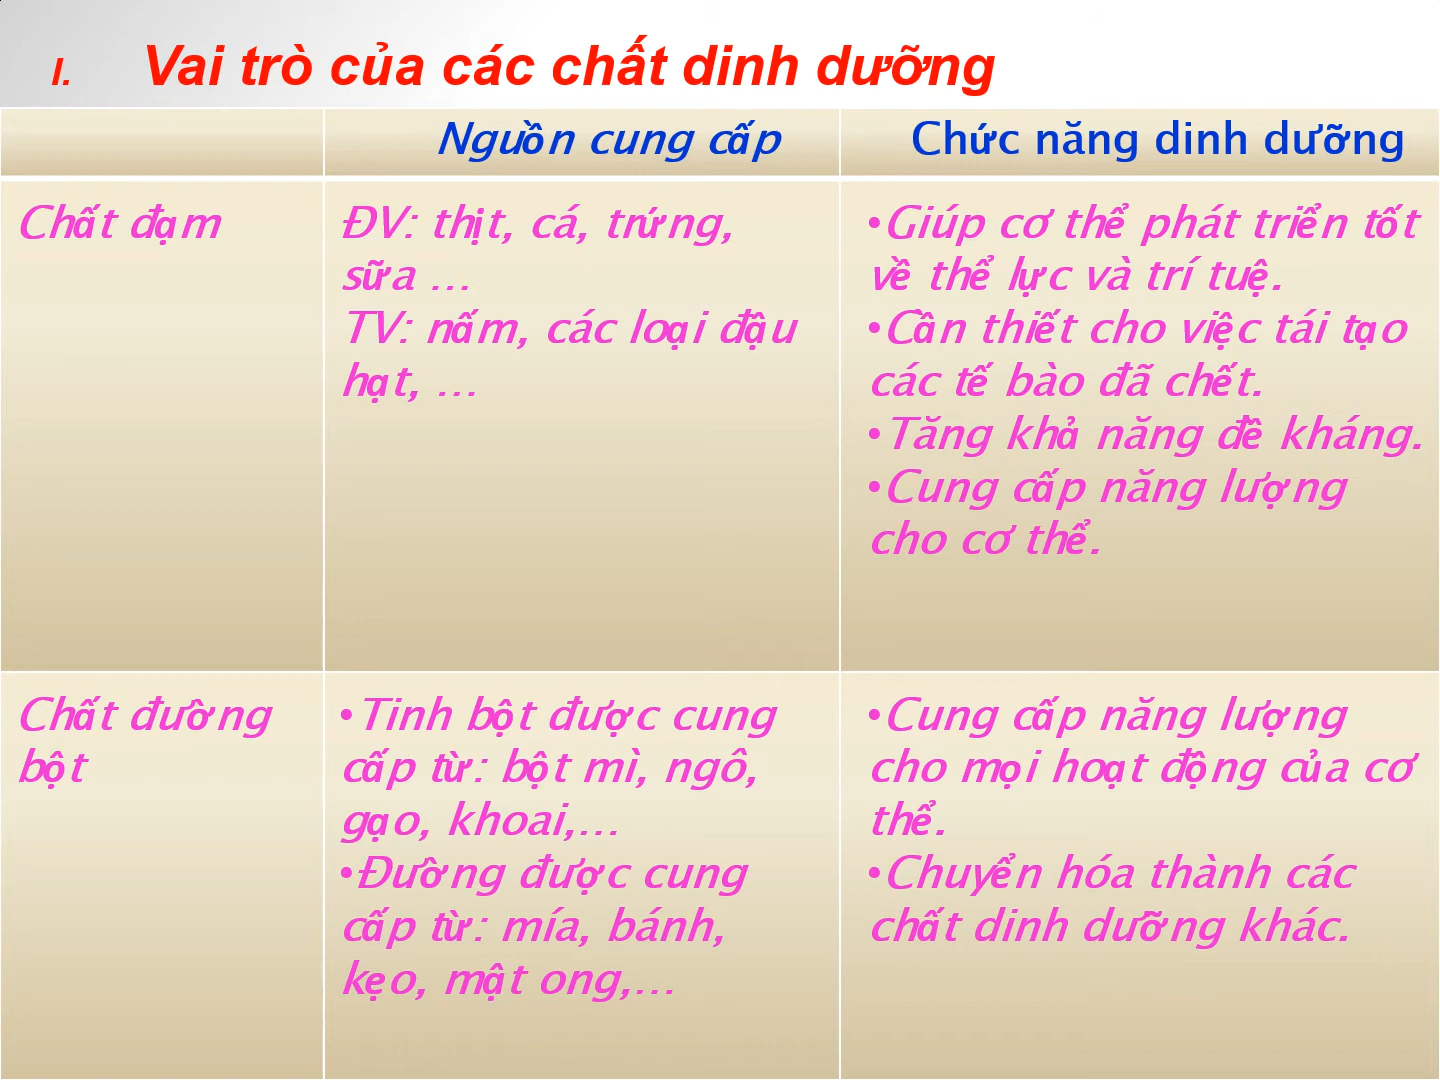 I. Vai trò của các chất dinh dưỡng
Nguồn cung cấp
Chức năng dinh dưỡng
Chất đạm
ĐV: thịt, cá, trứng,
sữa ...
TV: nấm, các loại đậu
hạt, ...
•Giúp cơ thể phát triển tốt
về thể lực và trí tuệ.
•Cần thiết cho việc tái tạo
các tế bào đã chết.
•Tăng khả năng đề kháng.
•Cung cấp năng lượng
cho cơ thể.
Chất đường
bột
•Tinh bột được cung
cấp từ: bột mì, ngô,
gạo, khoai,...
•Đường được cung
cấp từ: mía, bánh,
kẹo, mật ong,...
•Cung cấp năng lượng
cho mọi hoạt động của cơ
thể.
•Chuyển hóa thành các
chất dinh dưỡng khác.